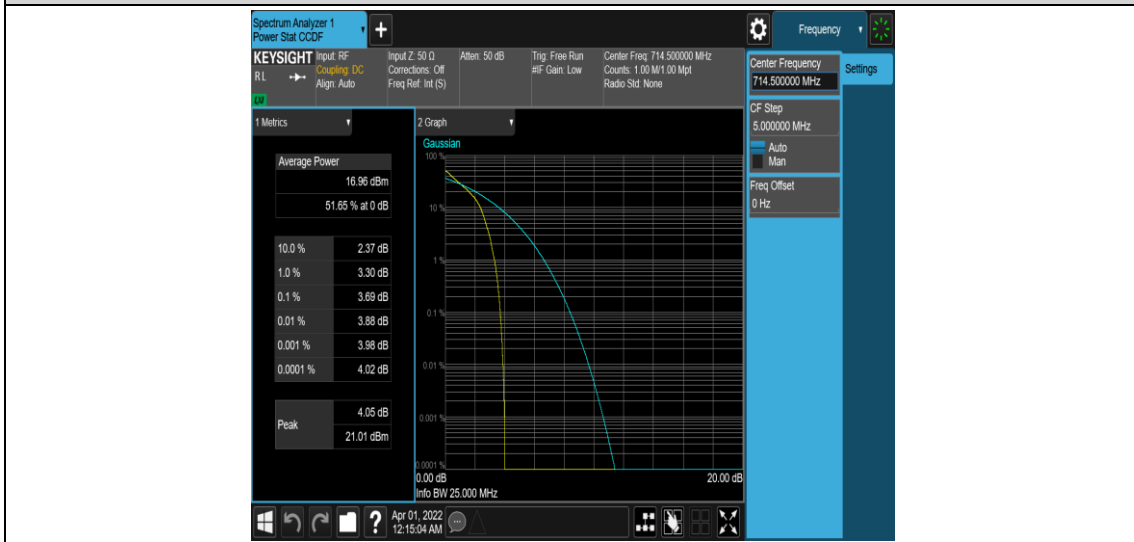 Spectrum Analyzer 1
Power Stat CCDF
+
Frequency
KEYSIGHT
RL
LXI
Input: RF
Coupling: DC
Align: Auto
Input Z: 50 Ω
Corrections: Off
Freq Ref: Int (S)
Atten: 50 dB
Trig: Free Run
#IF Gain: Low
Center Freq: 714.500000 MHz
Counts: 1.00 M/1.00 Mpt
Radio Std: None
Center Frequency
714.500000 MHz
Settings
CF Step
5.000000 MHz
Auto
Man
Freq Offset
0 Hz
1 Metrics
Average Power
16.96 dBm
51.65 % at 0 dB
10.0 % 2.37 dB
1.0 % 3.30 dB
0.1 % 3.69 dB
0.01 % 3.88 dB
0.001 % 3.98 dB
0.0001 % 4.02 dB
Peak 4.05 dB
21.01 dBm
2 Graph
Gaussian
100 %
10 %
1 %
0.1 %
0.01 %
0.001 %
0.0001 %
0.00 dB 20.00 dB
Info BW 25.000 MHz
?
Apr 01, 2022
12:15:04 AM